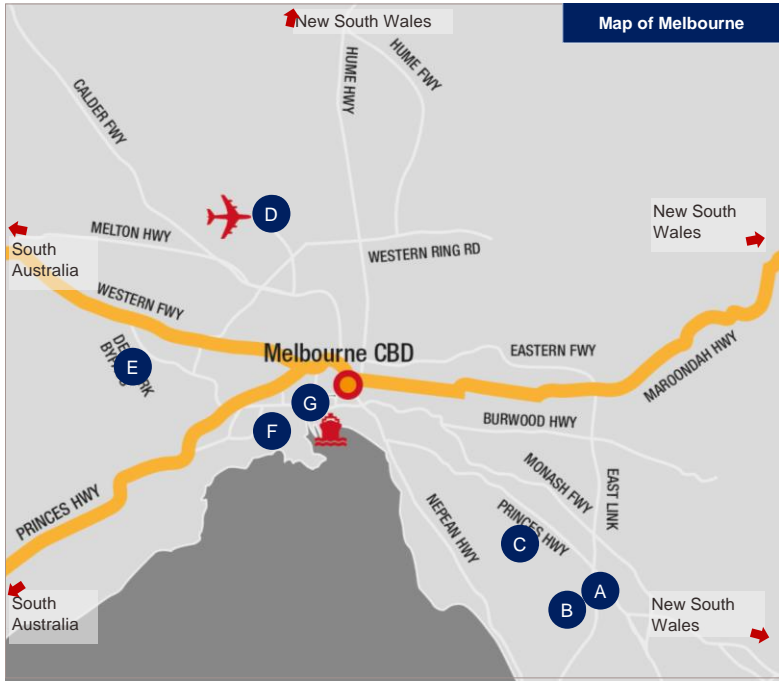 Map of Melbourne
New South Wales
HUME HWY
HUME FWY
CALDER FWY
D
MELTON HWY
New South
Wales
South
Australia
WESTERN RING RD
WESTERN FWY
Melbourne CBD
EASTERN FWY
MAROONDAH HWY
E
G
F
BURWOOD HWY
MONASH FWY
EAST LINK
PRINCES HWY
NEPEAN HWY
PRINCES HWY
C
A
B
South
Australia
New South
Wales